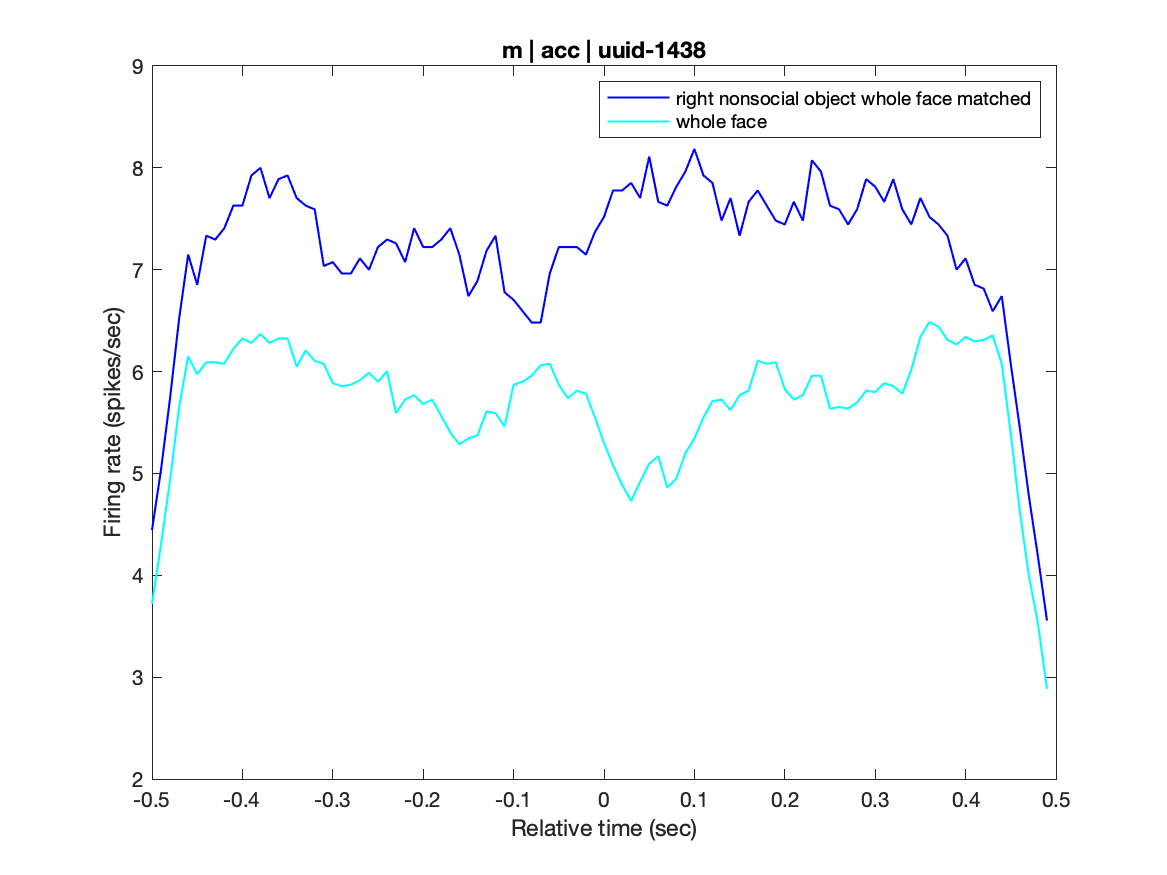 m | acc | uuid-1438
right nonsocial object whole face matched
whole face
Firing rate (spikes/sec)
9
8
7
6
5
4
3
2
-0.5 -0.4 -0.3 -0.2 -0.1 0 0.1 0.2 0.3 0.4 0.5
Relative time (sec)